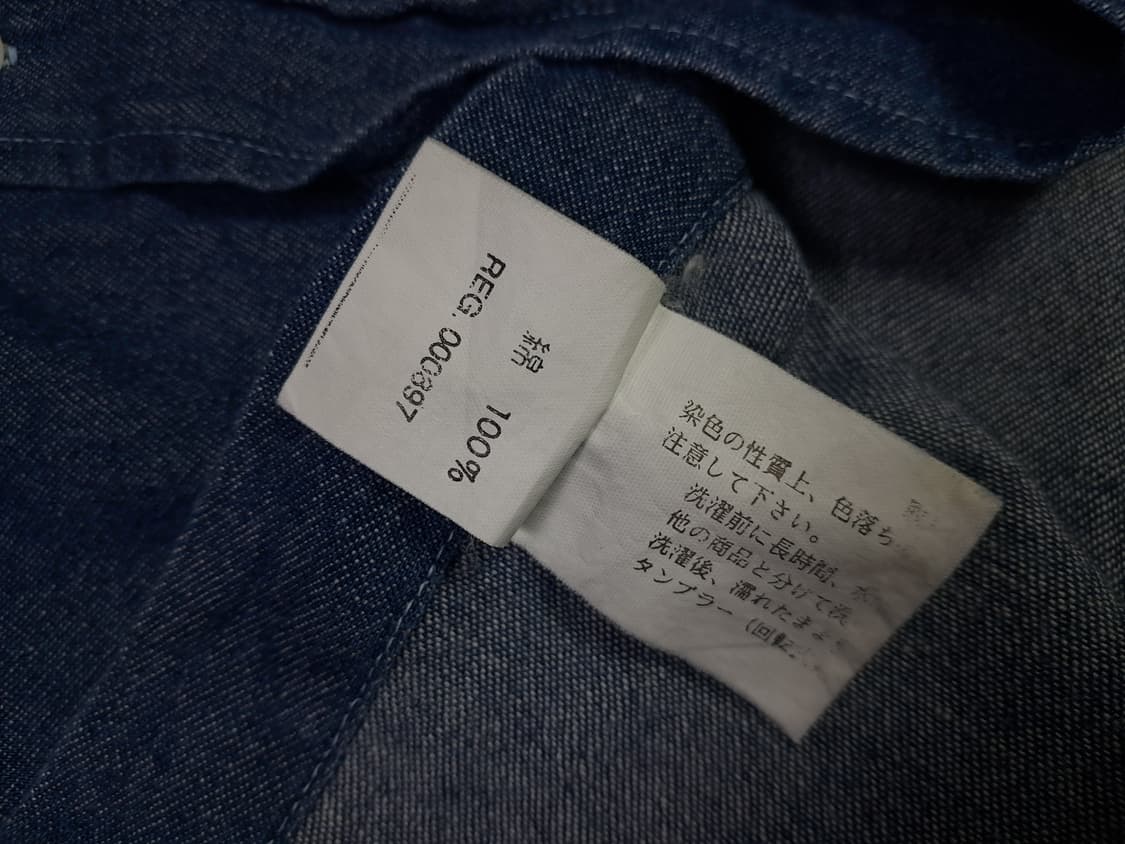 綿 100%
REG.000897
染色の性質上、色落ち
注意して下さい。
洗濯前に長時間、水
他の商品と分けて洗
洗濯後、濡れたまま
タンブラー(回転